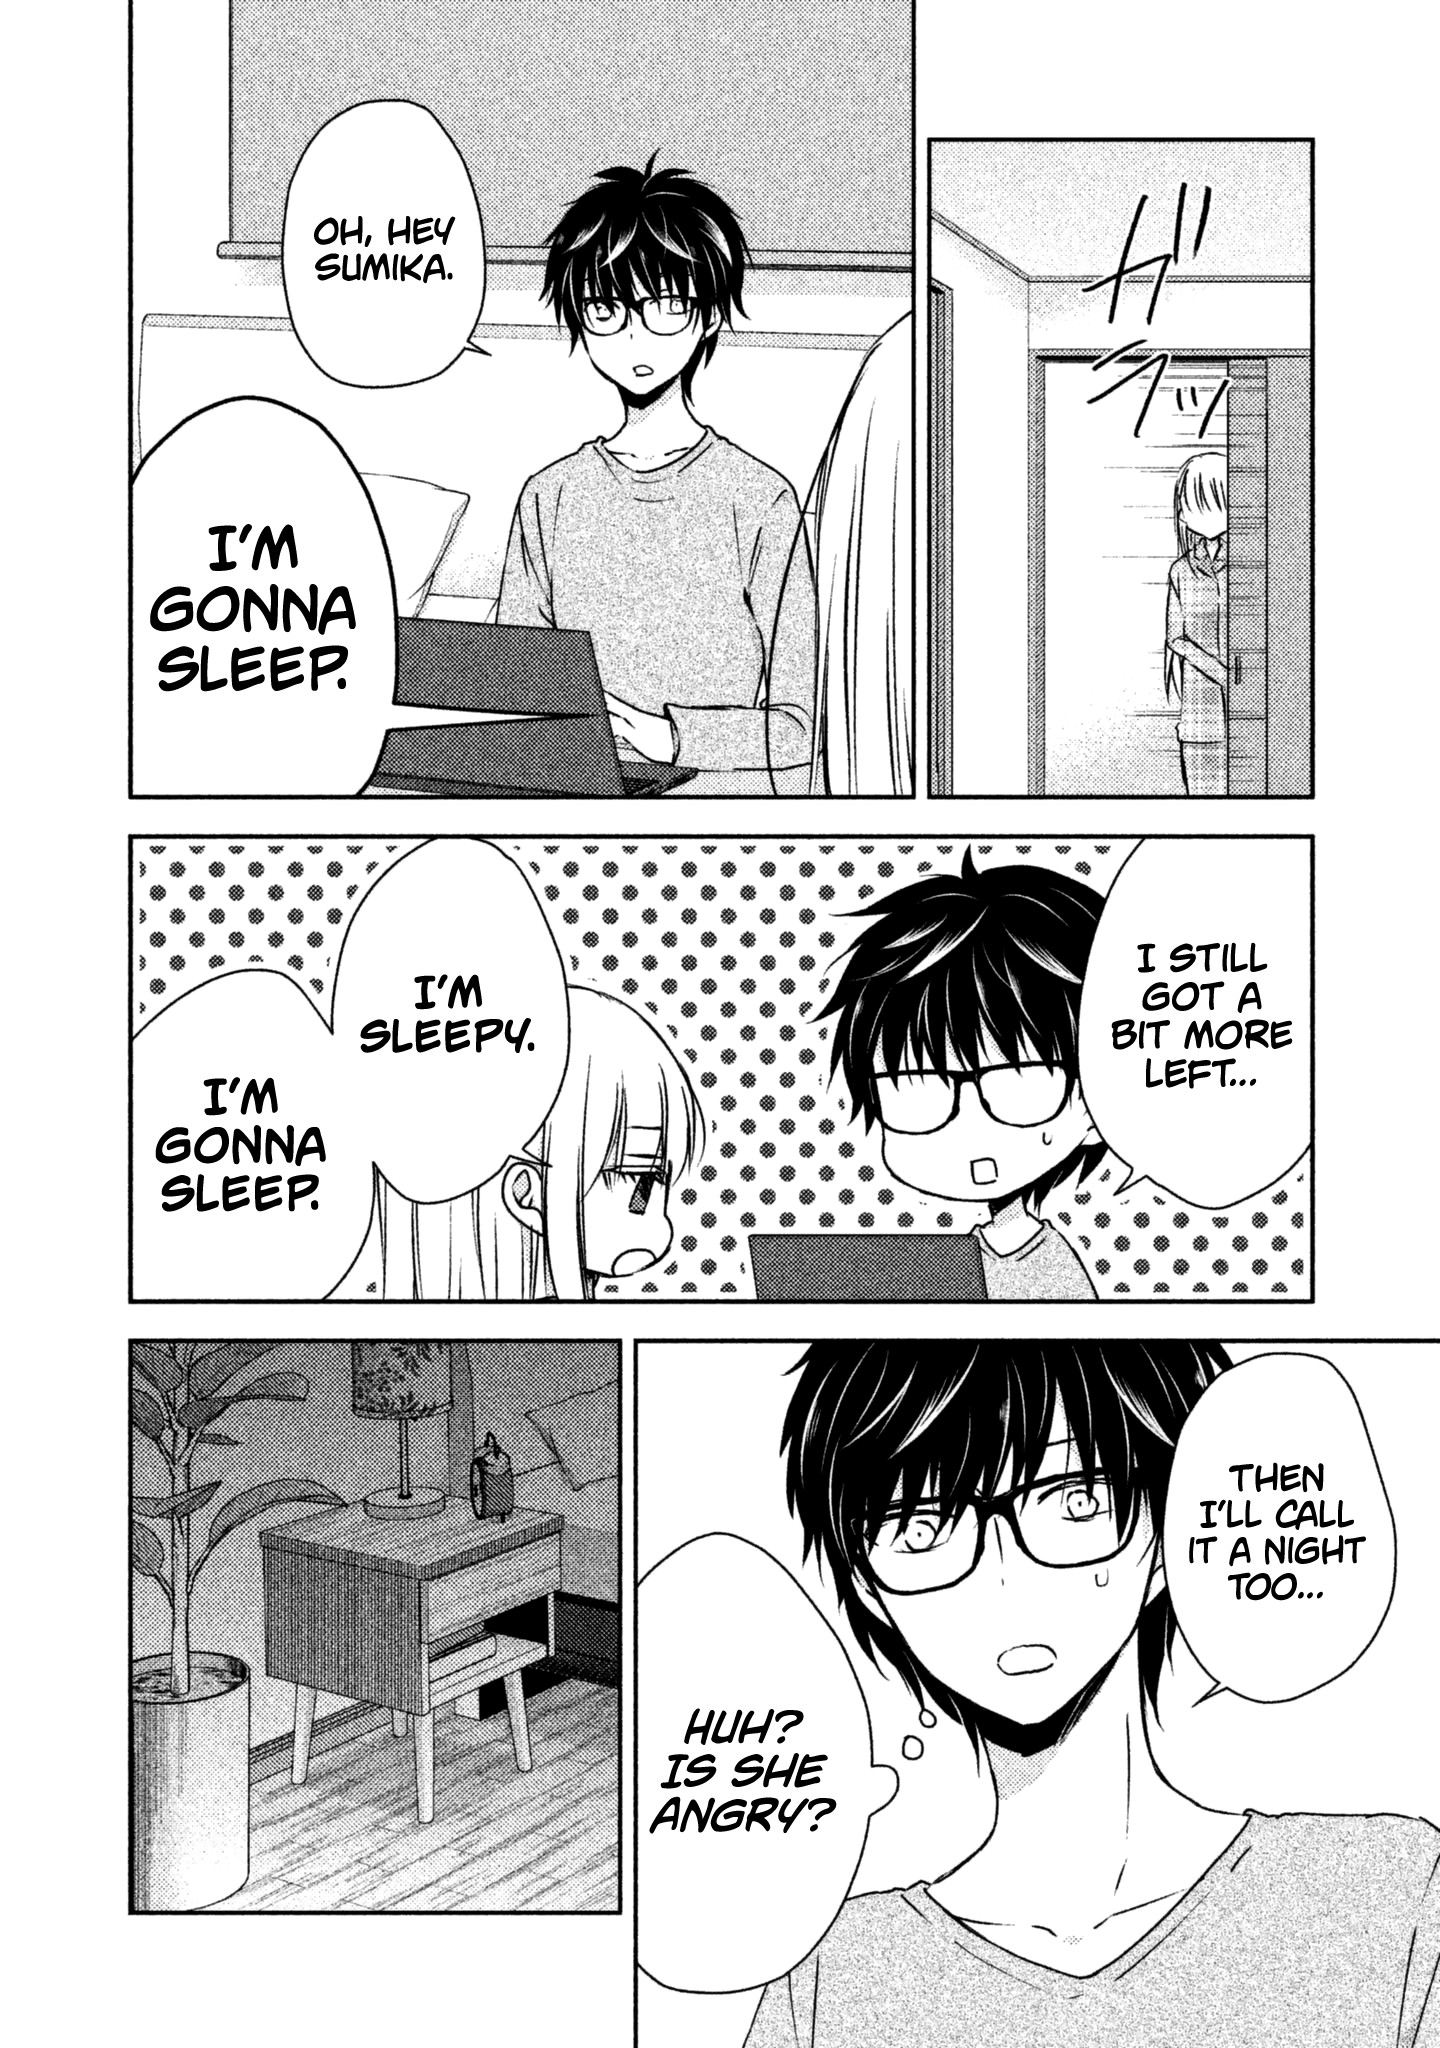 ガ
ラッ
OH, HEY
SUMIKA.
I'M
GONNA
SLEEP.
I STILL
GOT A
BIT MORE
LEFT...
I'M
SLEEPY.
I'M
GONNA
SLEEP.
THEN
I'LL CALL
IT A NIGHT
TOO...
HUH?
IS SHE
ANGRY?